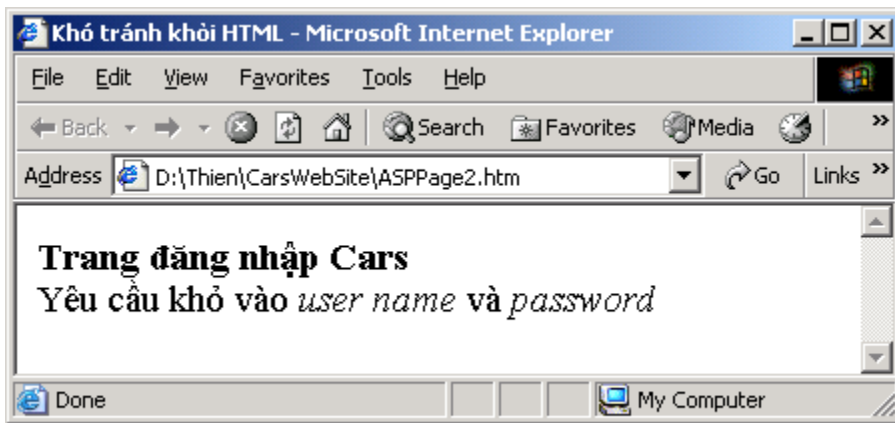 Khó tránh khỏi HTML - Microsoft Internet Explorer
File Edit View Favorites Tools Help
Back Search Favorites Media »
Address D:\Thien\CarsWebSite\ASPPage2.htm Go Links »
Trang đăng nhập Cars
Yêu cầu khỏ vào user name và password
Done My Computer